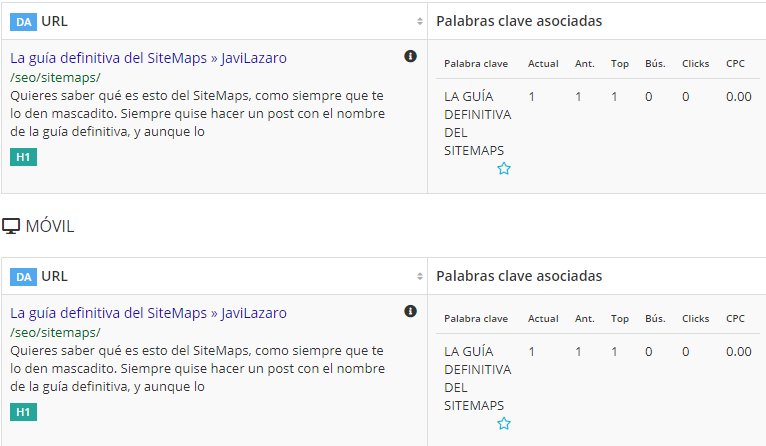 DA URL
Palabras clave asociadas
La guía definitiva del SiteMaps » JaviLazaro
/seo/sitemaps/
Quieres saber qué es esto del SiteMaps, como siempre que te
lo den mascadito. Siempre quise hacer un post con el nombre
de la guía definitiva, y aunque lo
H1
Palabra clave Actual Ant. Top Bús. Clicks CPC
LA GUÍA 1 1 1 0 0 0.00
DEFINITIVA
DEL
SITEMAPS
MÓVIL
DA URL
Palabras clave asociadas
La guía definitiva del SiteMaps » JaviLazaro
/seo/sitemaps/
Quieres saber qué es esto del SiteMaps, como siempre que te
lo den mascadito. Siempre quise hacer un post con el nombre
de la guía definitiva, y aunque lo
H1
Palabra clave Actual Ant. Top Bús. Clicks CPC
LA GUÍA 1 1 1 0 0 0.00
DEFINITIVA
DEL
SITEMAPS